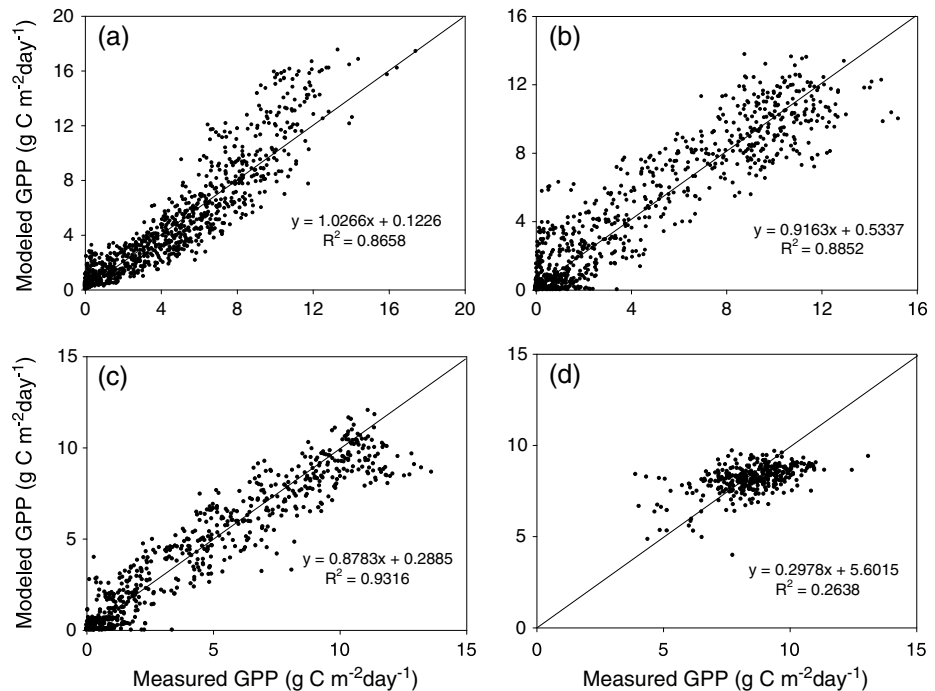 (a)
20
16
12
8
4
0
0 4 8 12 16 20
Modeled GPP (g C m⁻²day⁻¹)
y = 1.0266x + 0.1226
R² = 0.8658
(b)
16
12
8
4
0
0 4 8 12 16
y = 0.9163x + 0.5337
R² = 0.8852
(c)
15
10
5
0
0 5 10 15
Modeled GPP (g C m⁻²day⁻¹)
Measured GPP (g C m⁻²day⁻¹)
y = 0.8783x + 0.2885
R² = 0.9316
(d)
15
10
5
0
0 5 10 15
Measured GPP (g C m⁻²day⁻¹)
y = 0.2978x + 5.6015
R² = 0.2638